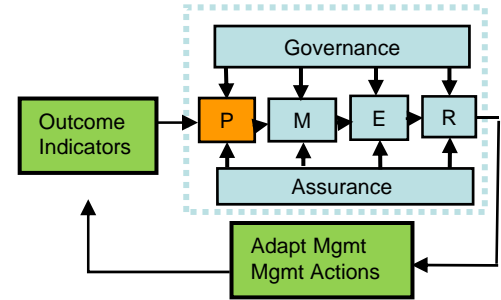 Governance
Outcome
Indicators
P
M
E
R
Assurance
Adapt Mgmt
Mgmt Actions